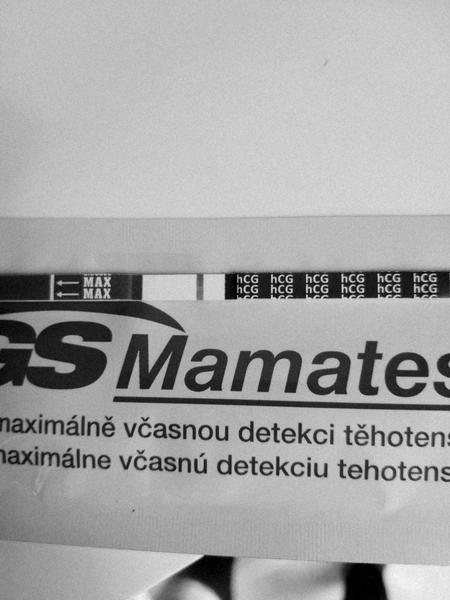 MAX hCG hCG hCG hCG hCG hCG
MAX hCG hCG hCG hCG hCG hCG
GS Mamates
maximálně včasnou detekci těhotens
maximálne včasnú detekciu tehotens